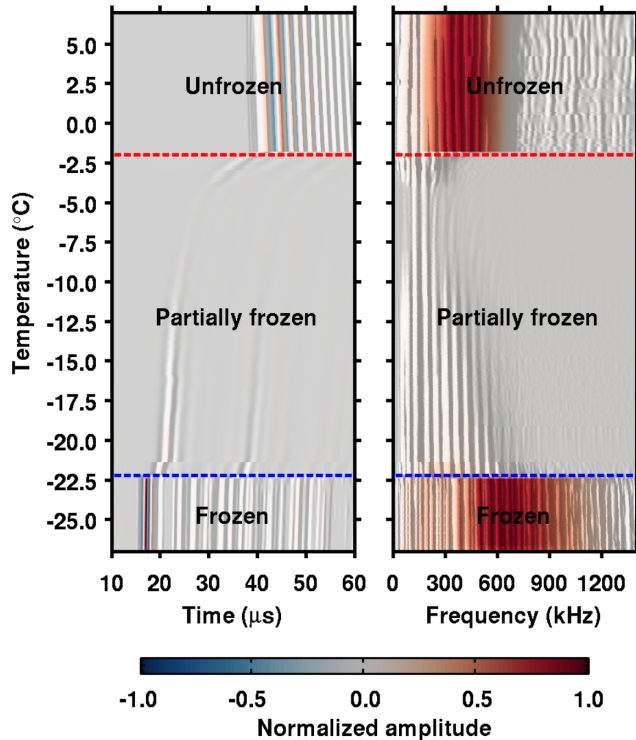 Temperature (°C)
5.0
2.5
0.0
-2.5
-5.0
-7.5
-10.0
-12.5
-15.0
-17.5
-20.0
-22.5
-25.0
Unfrozen
Partially frozen
Frozen
10 20 30 40 50 60
Time (μs)
Unfrozen
Partially frozen
Frozen
0 300 600 900 1200
Frequency (kHz)
-1.0 -0.5 0.0 0.5 1.0
Normalized amplitude